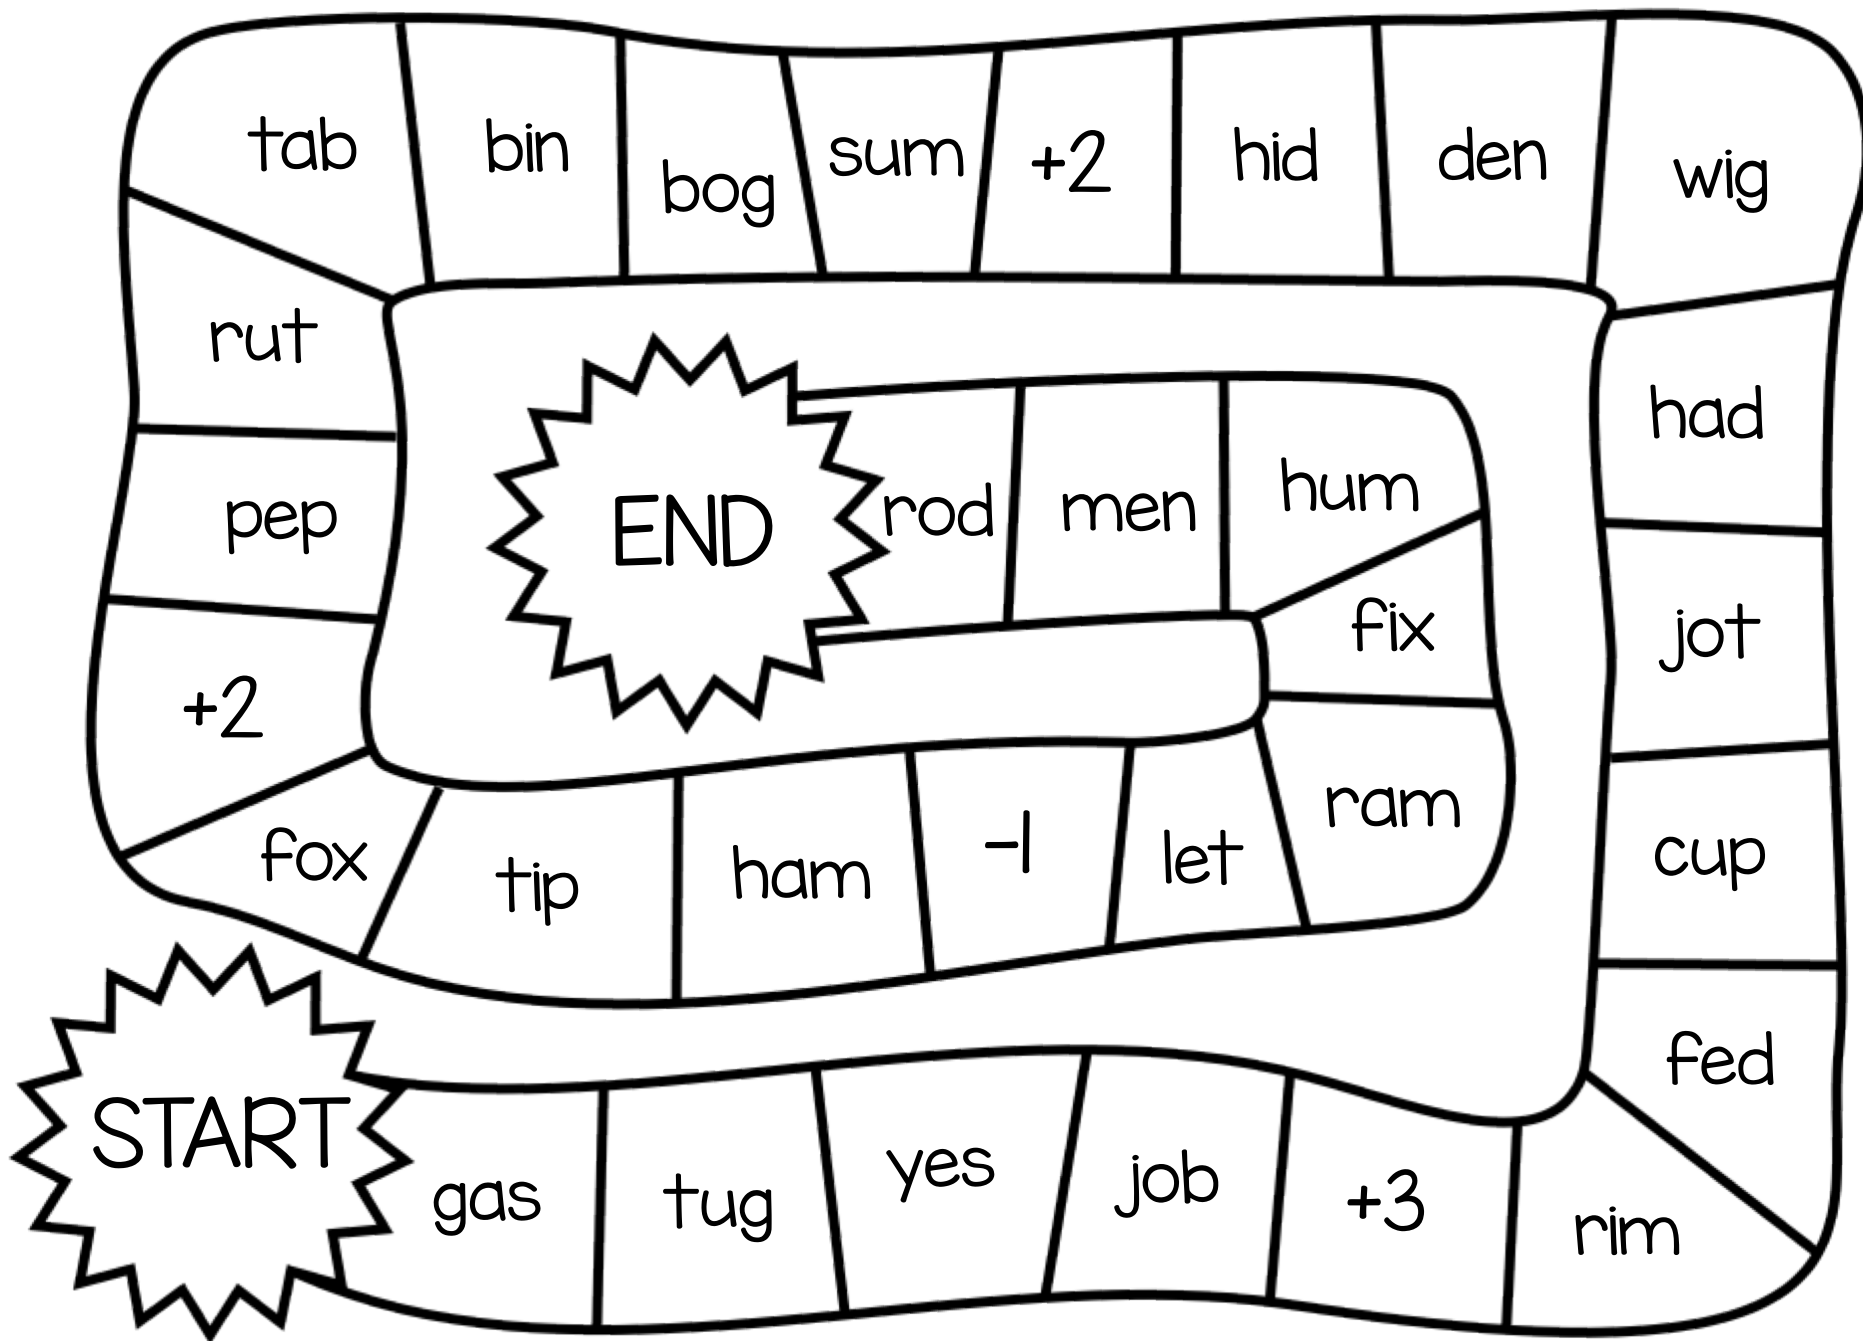 START
gas
tug
yes
job
+3
rim
fed
cup
jot
had
wig
den
hid
+2
sum
bog
bin
tab
rut
pep
+2
fox
tip
ham
-1
let
ram
fix
hum
men
rod
END